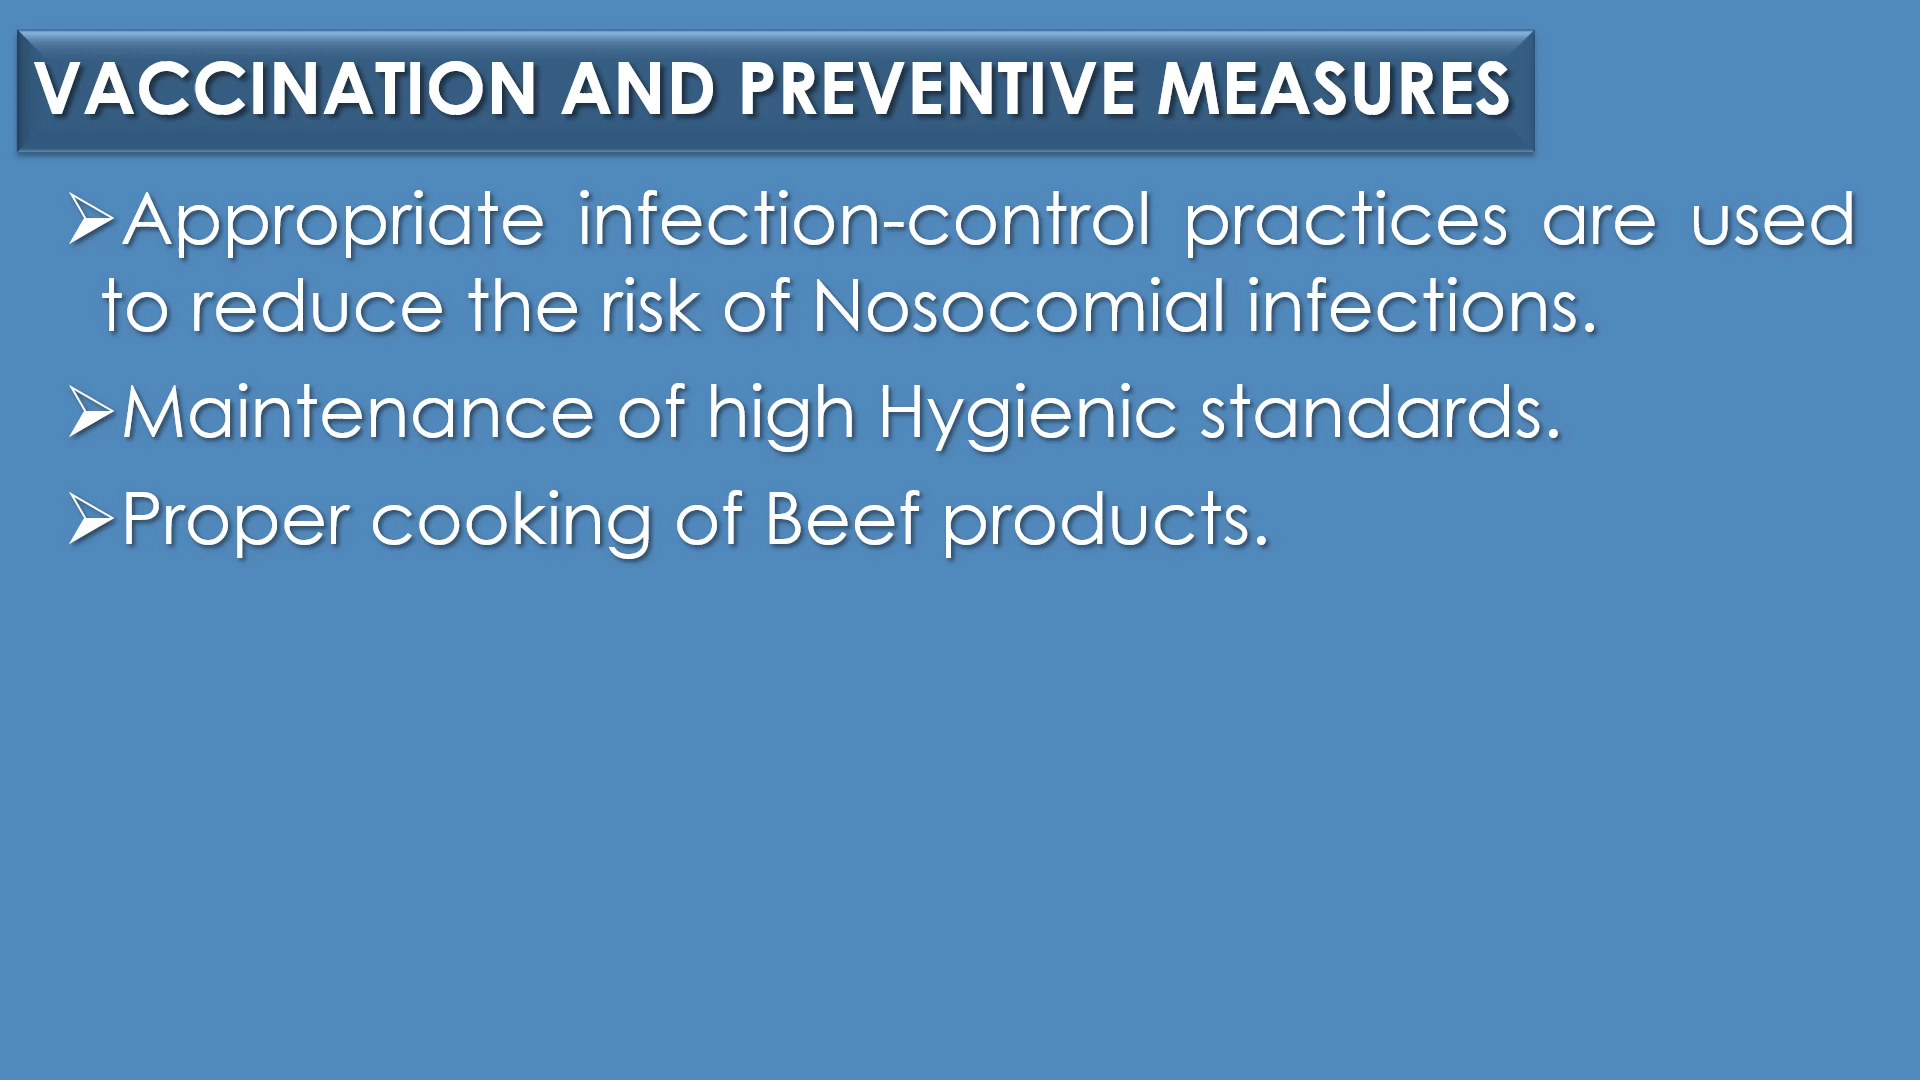 VACCINATION AND PREVENTIVE MEASURES
➢Appropriate infection-control practices are used
to reduce the risk of Nosocomial infections.
➢Maintenance of high Hygienic standards.
➢Proper cooking of Beef products.